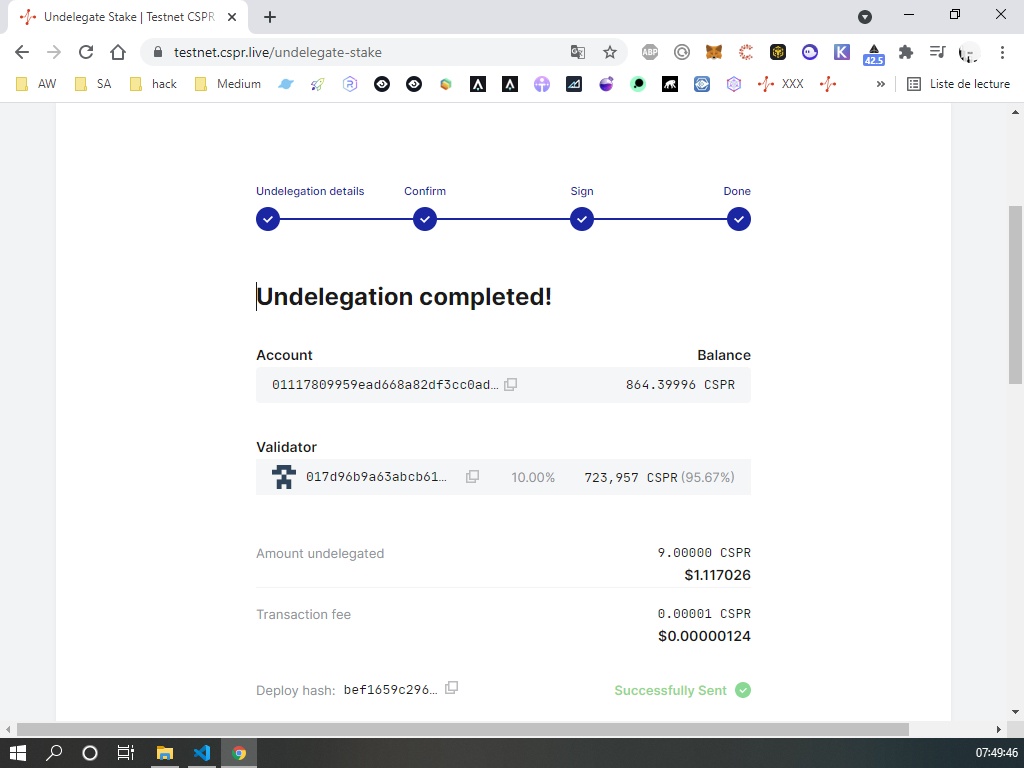 Undelegate Stake | Testnet CSPR
testnet.cspr.live/undelegate-stake
ABP
K
42.5
AW
SA
hack
Medium
XXX
»
Liste de lecture
Undelegation details
Confirm
Sign
Done
Undelegation completed!
Account
Balance
01117809959ead668a82df3cc0ad…
864.39996 CSPR
Validator
017d96b9a63abcb61…
10.00%
723,957 CSPR (95.67%)
Amount undelegated
9.00000 CSPR
$1.117026
Transaction fee
0.00001 CSPR
$0.00000124
Deploy hash: bef1659c296…
Successfully Sent
07:49:46